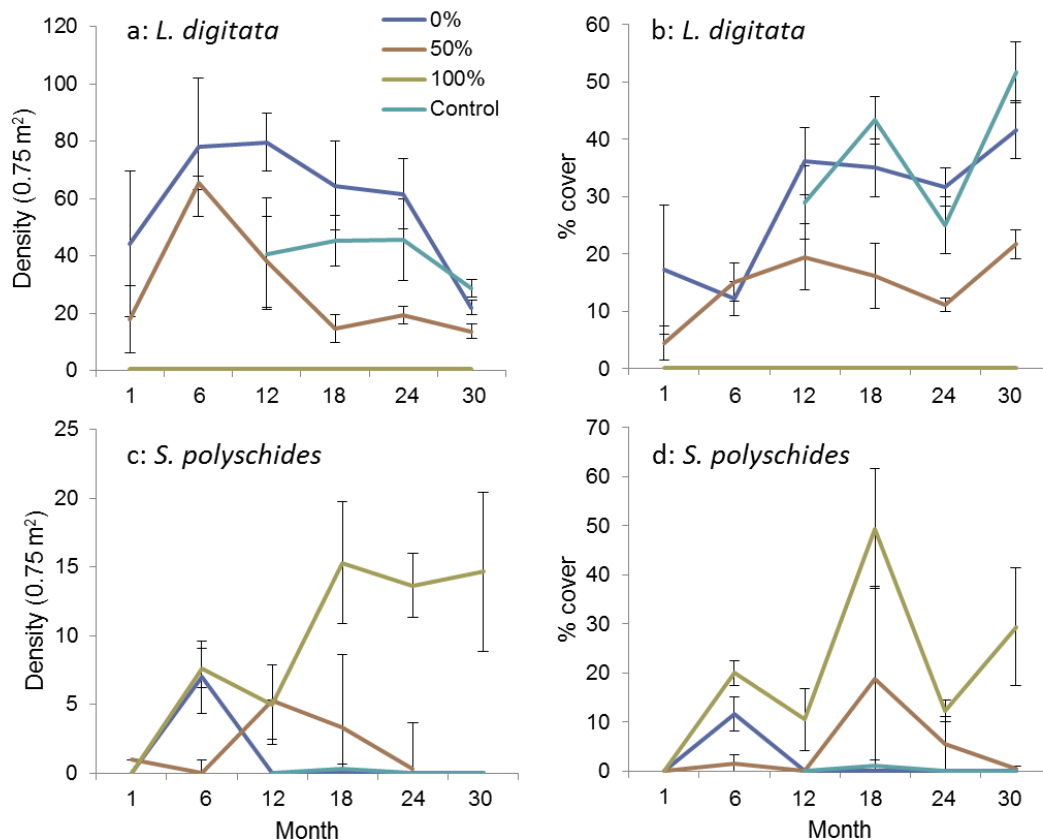 a: L. digitata
0%
50%
100%
Control
Density (0.75 m²)
120
100
80
60
40
20
0
1 6 12 18 24 30
b: L. digitata
% cover
60
50
40
30
20
10
0
1 6 12 18 24 30
c: S. polyschides
Density (0.75 m²)
25
20
15
10
5
0
1 6 12 18 24 30
Month
d: S. polyschides
% cover
70
60
50
40
30
20
10
0
1 6 12 18 24 30
Month